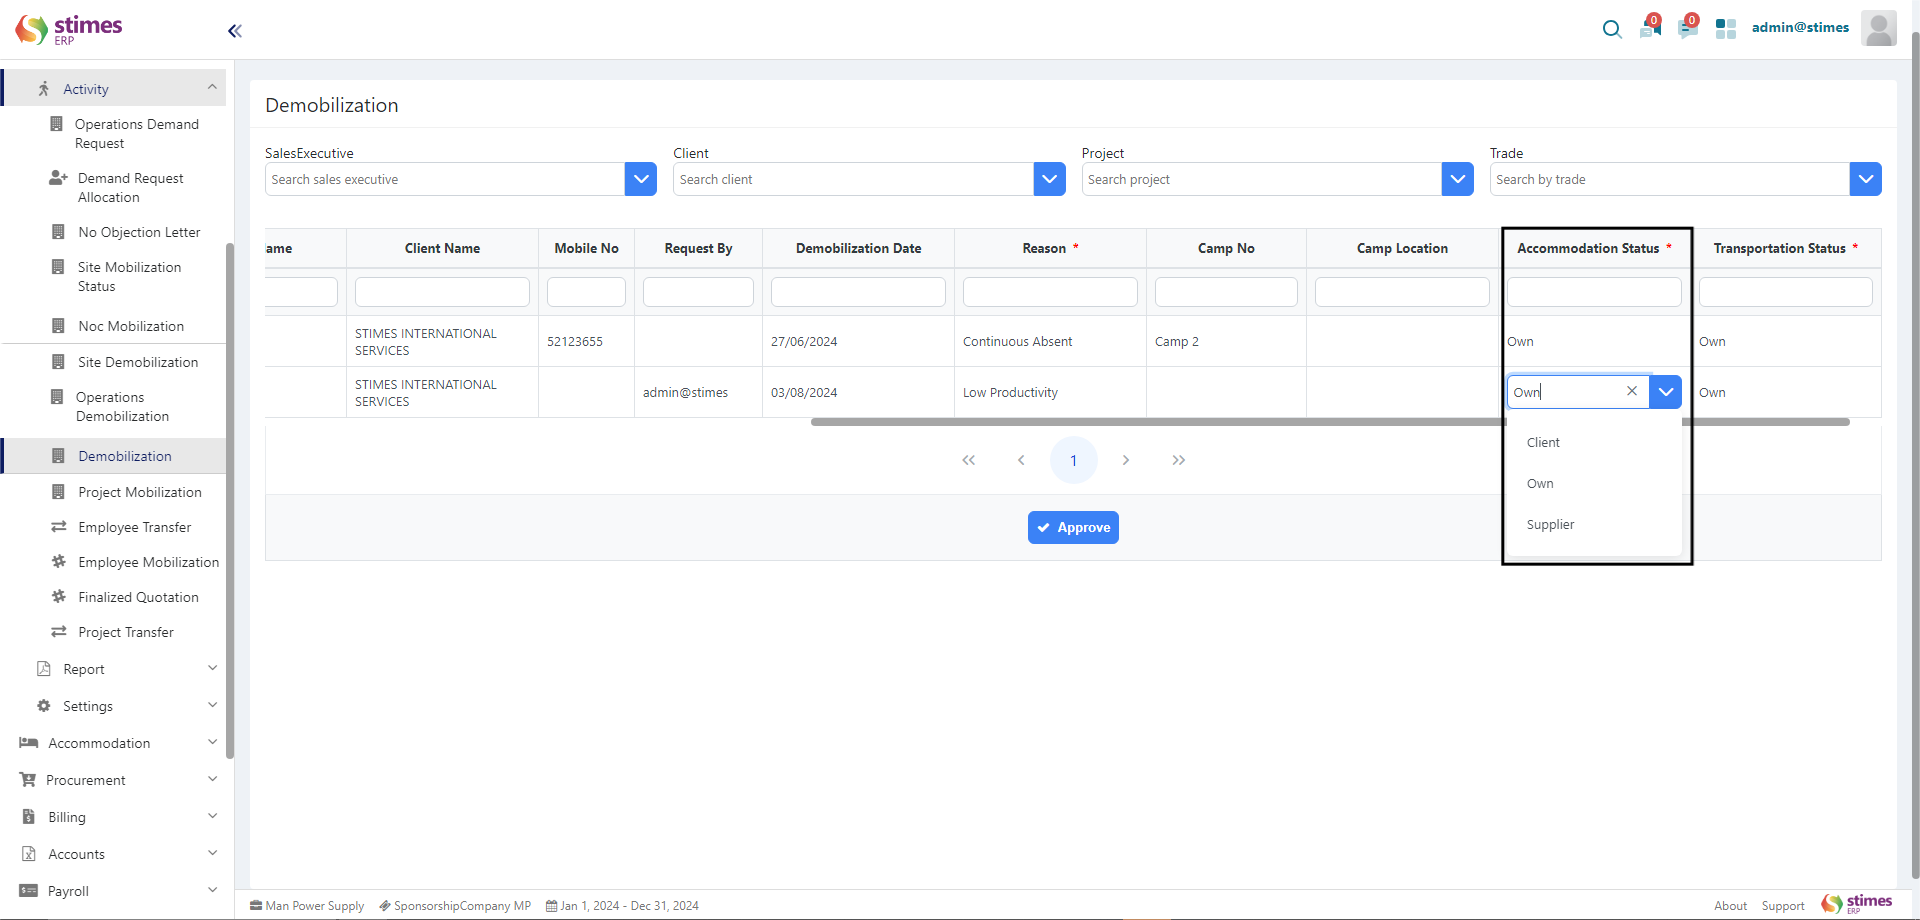 stimes
ERP
0
0
admin@stimes
Activity
Operations Demand
Request
Demand Request
Allocation
No Objection Letter
Site Mobilization
Status
Noc Mobilization
Site Demobilization
Operations
Demobilization
Demobilization
Project Mobilization
Employee Transfer
Employee Mobilization
Finalized Quotation
Project Transfer
Report
Settings
Accommodation
Procurement
Billing
Accounts
Payroll
Demobilization
SalesExecutive Client Project Trade
Search sales executive Search client Search project Search by trade
ame Client Name Mobile No Request By Demobilization Date Reason * Camp No Camp Location Accommodation Status * Transportation Status *
STIMES INTERNATIONAL
SERVICES
52123655 27/06/2024 Continuous Absent Camp 2 Own Own
STIMES INTERNATIONAL
SERVICES
admin@stimes 03/08/2024 Low Productivity Own Own
Client
Own
Supplier
1
Approve
Man Power Supply SponsorshipCompany MP Jan 1, 2024 - Dec 31, 2024
About Support stimes
ERP